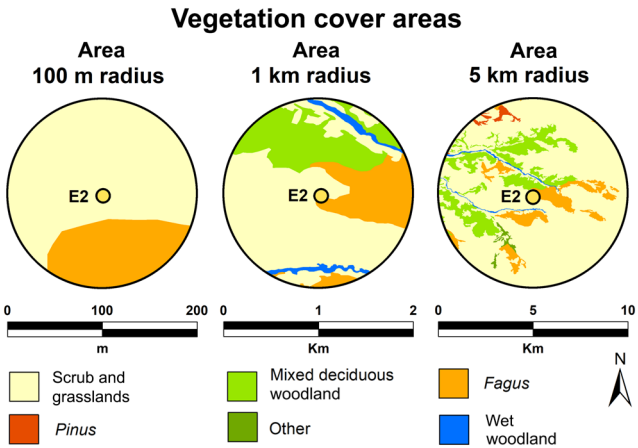 Vegetation cover areas
Area
100 m radius
Area
1 km radius
Area
5 km radius
E2
E2
E2
0 100 200
m
0 1 2
Km
0 5 10
Km
Scrub and
grasslands
Pinus
Mixed deciduous
woodland
Other
Fagus
Wet
woodland
N